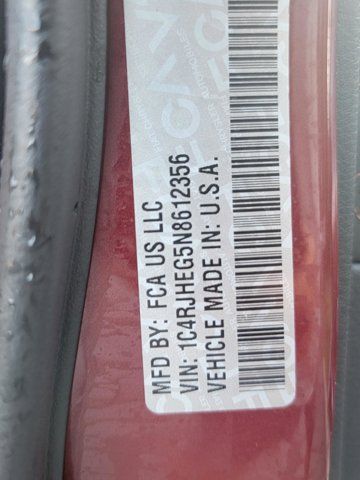 MFD BY: FCA US LLC
VIN: 1C4RJHEG5N8612356
VEHICLE MADE IN: U.S.A.